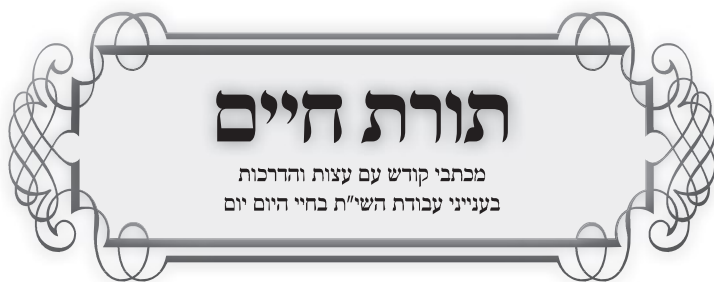 תורת חיים
מכתבי קודש עם עצות והדרכות
בענייני עבודת השי"ת בחיי היום יום